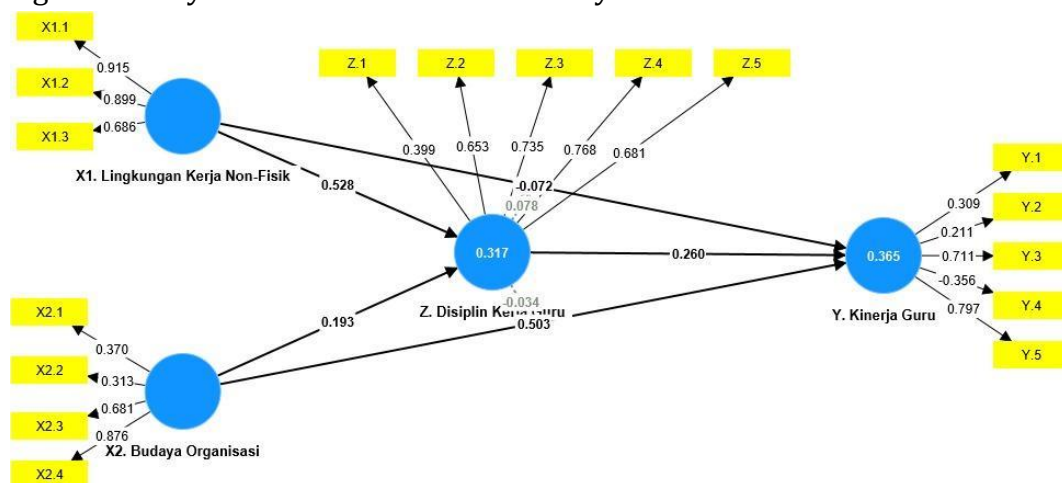 X1.1
X1.2
X1.3
0.915
0.899
0.686
X1. Lingkungan Kerja Non-Fisik
Z.1
Z.2
Z.3
Z.4
Z.5
0.399
0.653
0.735
0.768
0.681
0.528
-0.072
0.078
0.317
0.260
-0.034
Z. Disiplin Kerja Guru
0.193
0.503
X2.1
X2.2
X2.3
X2.4
0.370
0.313
0.681
0.876
X2. Budaya Organisasi
0.365
Y. Kinerja Guru
0.309
0.211
0.711
-0.356
0.797
Y.1
Y.2
Y.3
Y.4
Y.5